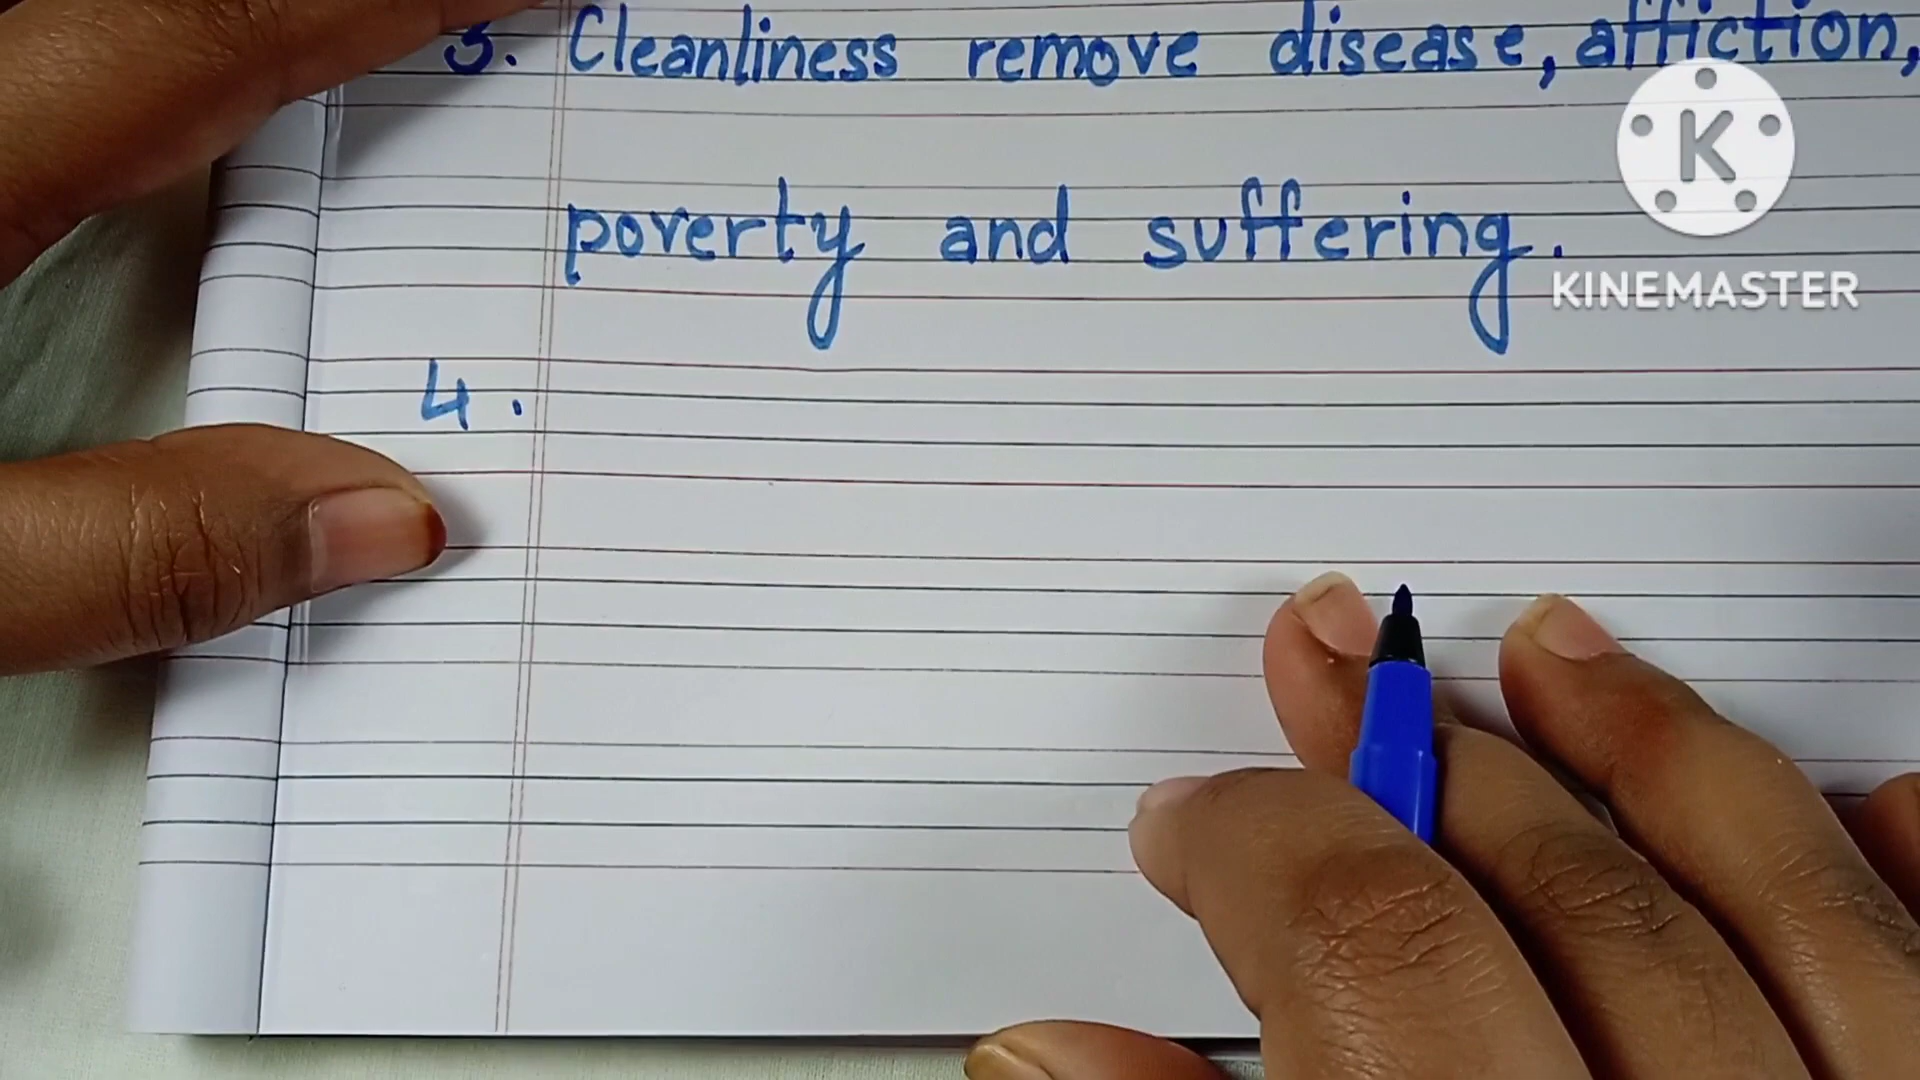 3. Cleanliness remove disease, affiction,
poverty and suffering.
4.
K
KINEMASTER